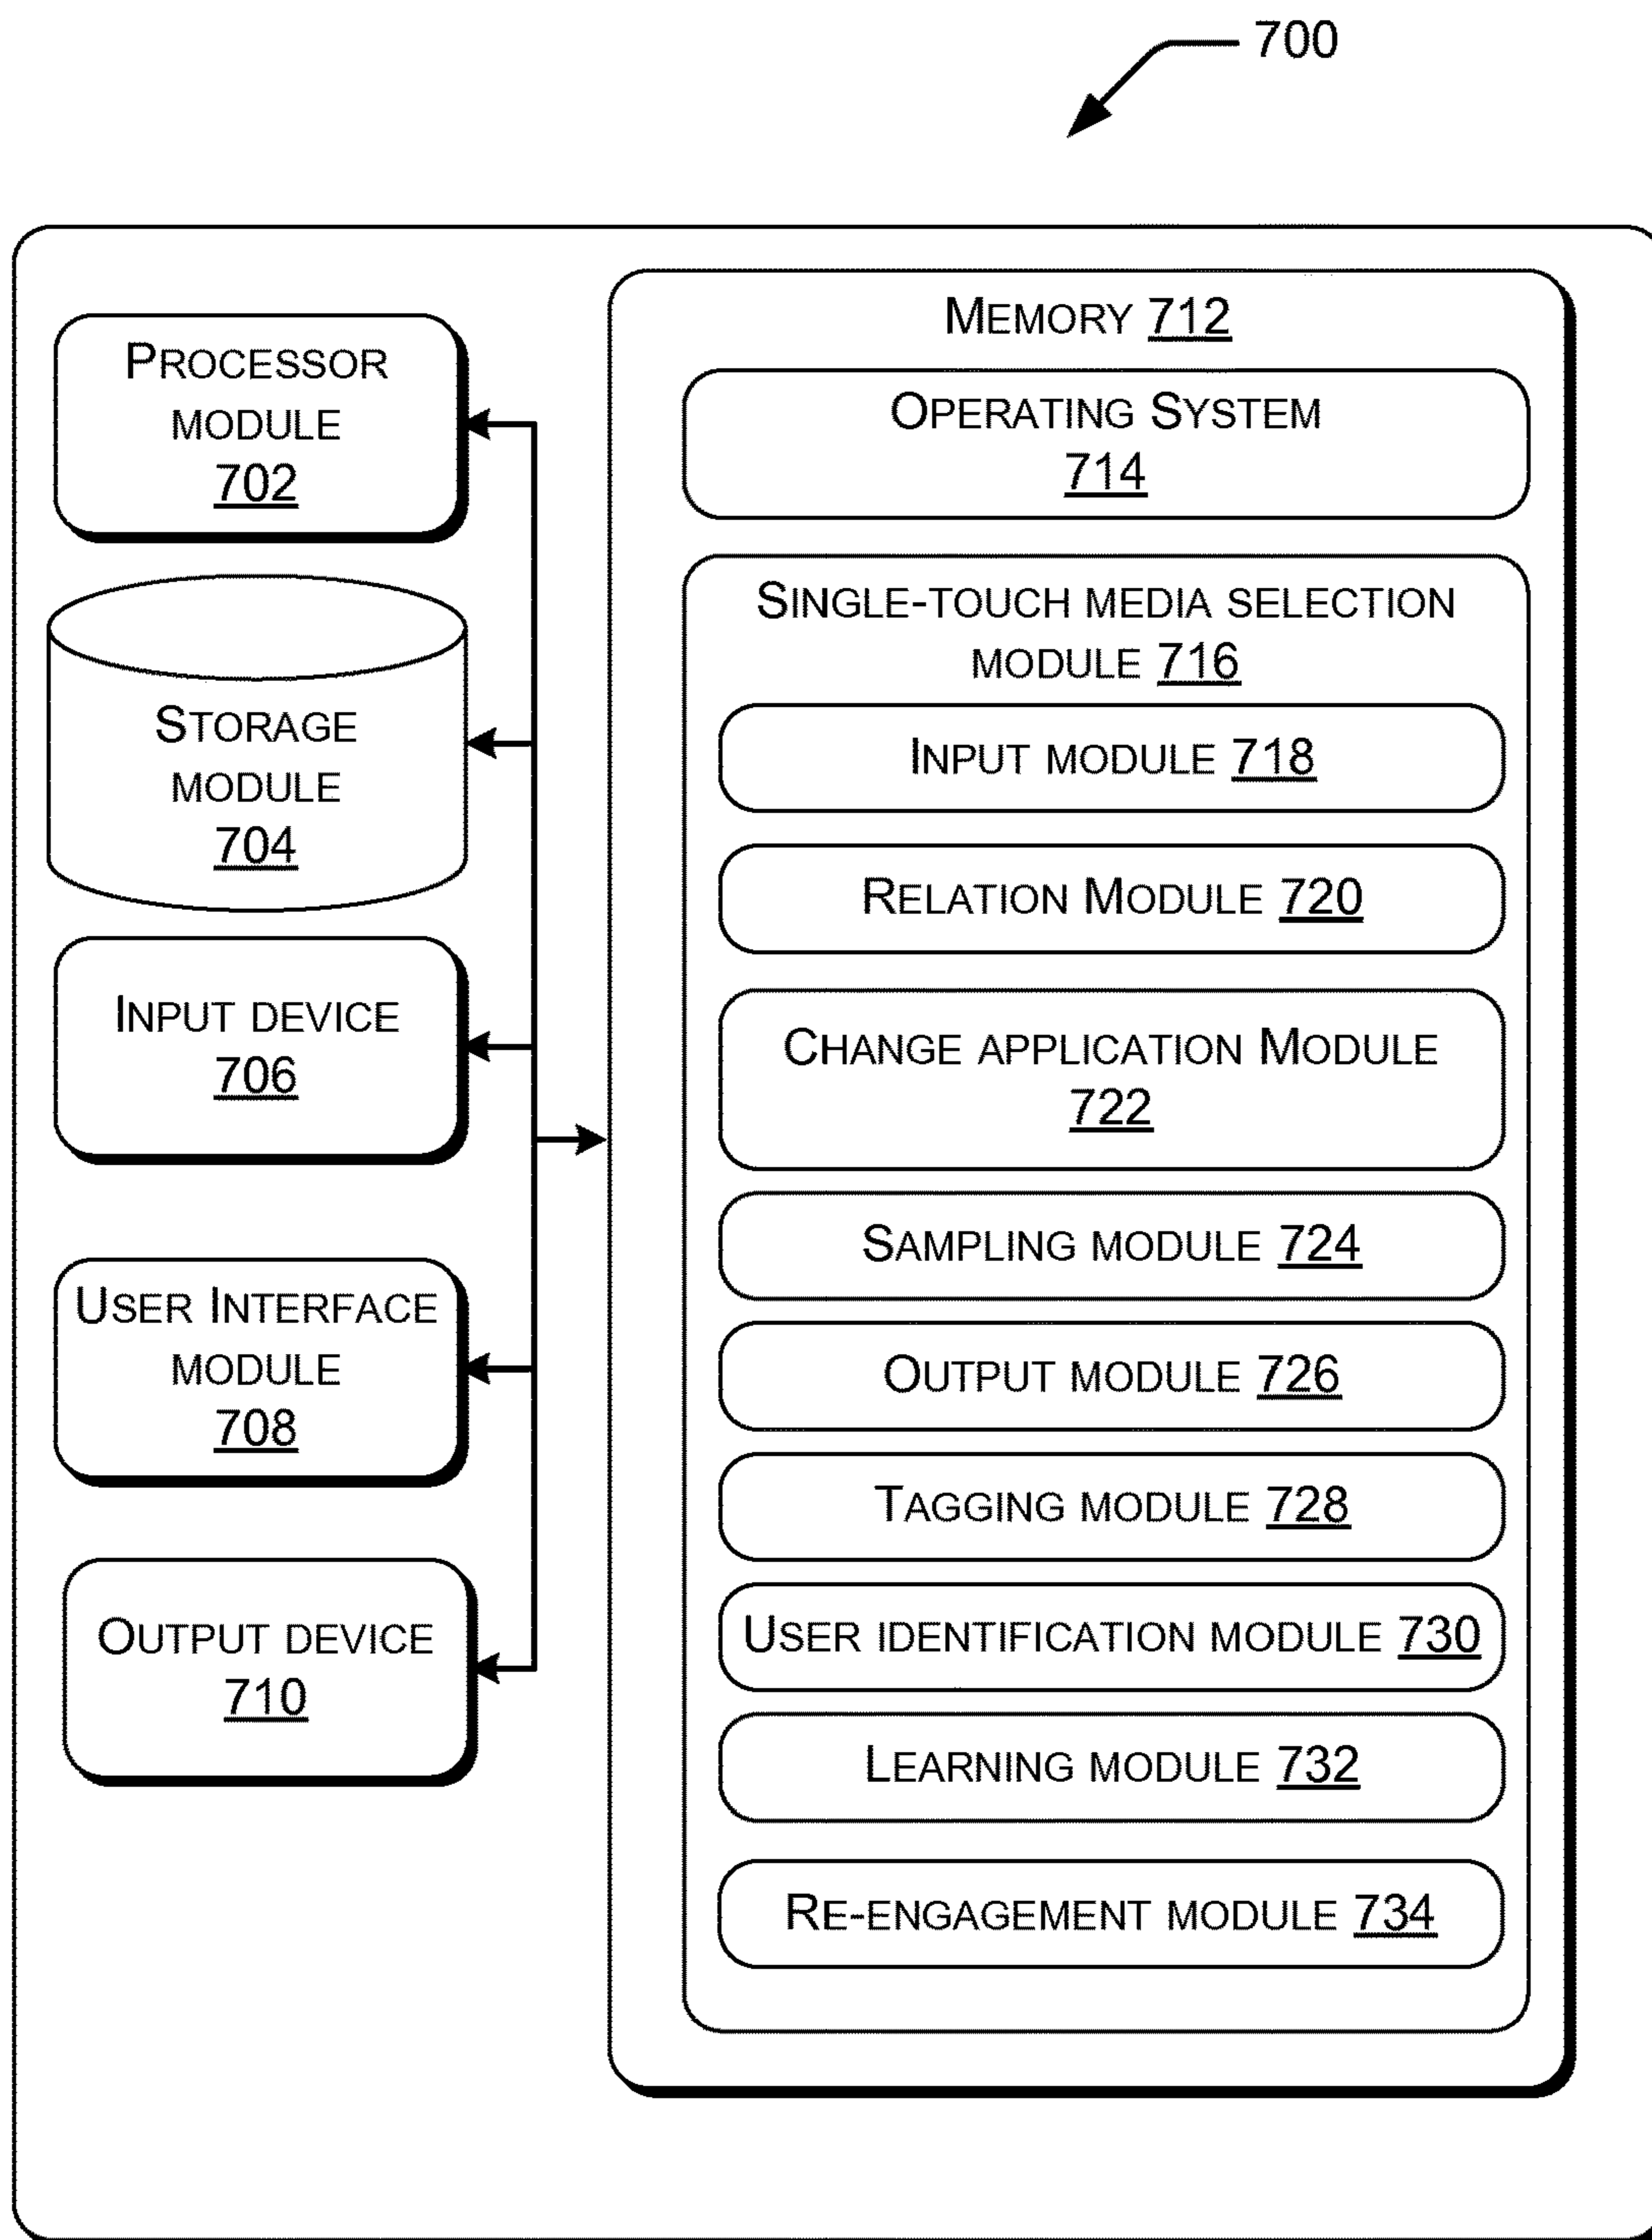 700
PROCESSOR
MODULE
702
STORAGE
MODULE
704
INPUT DEVICE
706
USER INTERFACE
MODULE
708
OUTPUT DEVICE
710
MEMORY 712
OPERATING SYSTEM
714
SINGLE-TOUCH MEDIA SELECTION
MODULE 716
INPUT MODULE 718
RELATION MODULE 720
CHANGE APPLICATION MODULE
722
SAMPLING MODULE 724
OUTPUT MODULE 726
TAGGING MODULE 728
USER IDENTIFICATION MODULE 730
LEARNING MODULE 732
RE-ENGAGEMENT MODULE 734